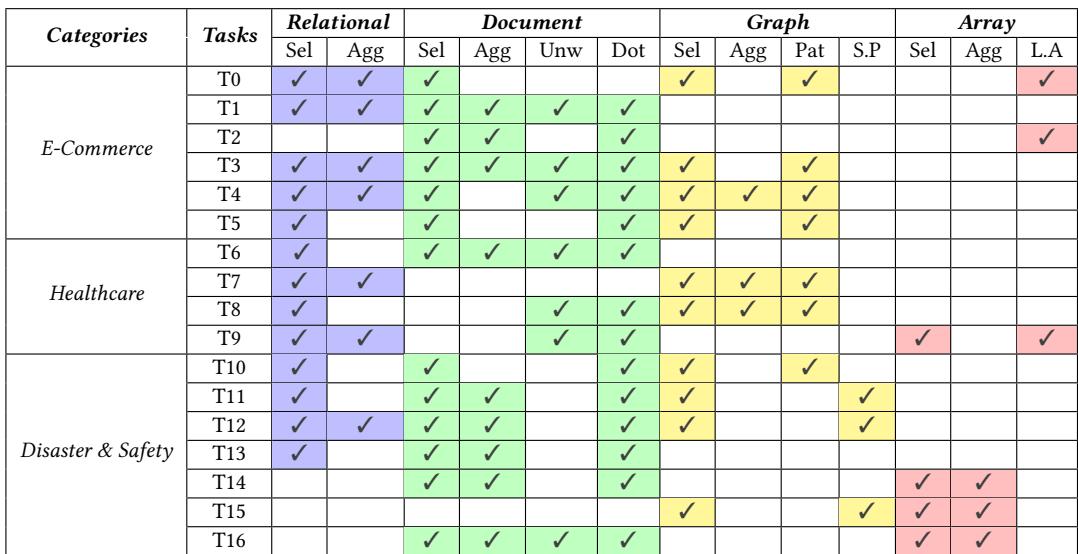 Categories Tasks Relational Document Graph Array
Sel Agg Sel Agg Unw Dot Sel Agg Pat S.P Sel Agg L.A
E-Commerce
T0 ✓ ✓ ✓ ✓ ✓ ✓
T1 ✓ ✓ ✓ ✓ ✓ ✓
T2 ✓ ✓ ✓ ✓
T3 ✓ ✓ ✓ ✓ ✓ ✓ ✓ ✓
T4 ✓ ✓ ✓ ✓ ✓ ✓ ✓ ✓
T5 ✓ ✓ ✓ ✓ ✓
Healthcare
T6 ✓ ✓ ✓ ✓ ✓
T7 ✓ ✓ ✓ ✓ ✓
T8 ✓ ✓ ✓ ✓ ✓ ✓
T9 ✓ ✓ ✓ ✓ ✓ ✓
Disaster & Safety
T10 ✓ ✓ ✓ ✓ ✓
T11 ✓ ✓ ✓ ✓ ✓ ✓
T12 ✓ ✓ ✓ ✓ ✓ ✓ ✓
T13 ✓ ✓ ✓ ✓
T14 ✓ ✓ ✓ ✓ ✓
T15 ✓ ✓ ✓ ✓
T16 ✓ ✓ ✓ ✓ ✓ ✓